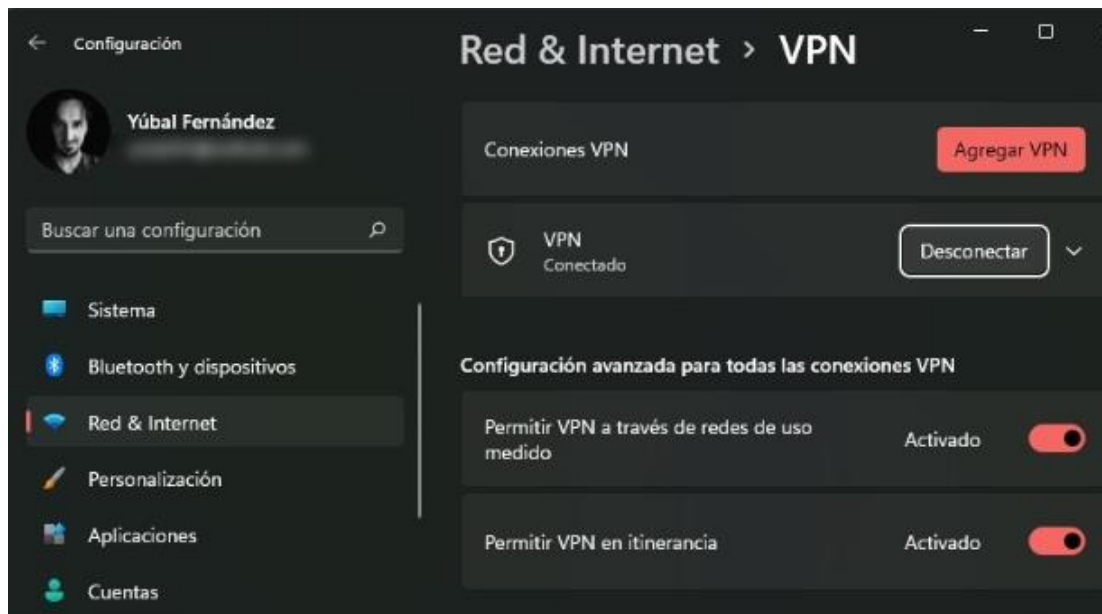 Configuración
Yúbal Fernández
Buscar una configuración
Sistema
Bluetooth y dispositivos
Red & Internet
Personalización
Aplicaciones
Cuentas
Red & Internet > VPN
Conexiones VPN
Agregar VPN
VPN
Conectado
Desconectar
Configuración avanzada para todas las conexiones VPN
Permitir VPN a través de redes de uso
medido
Activado
Permitir VPN en itinerancia
Activado